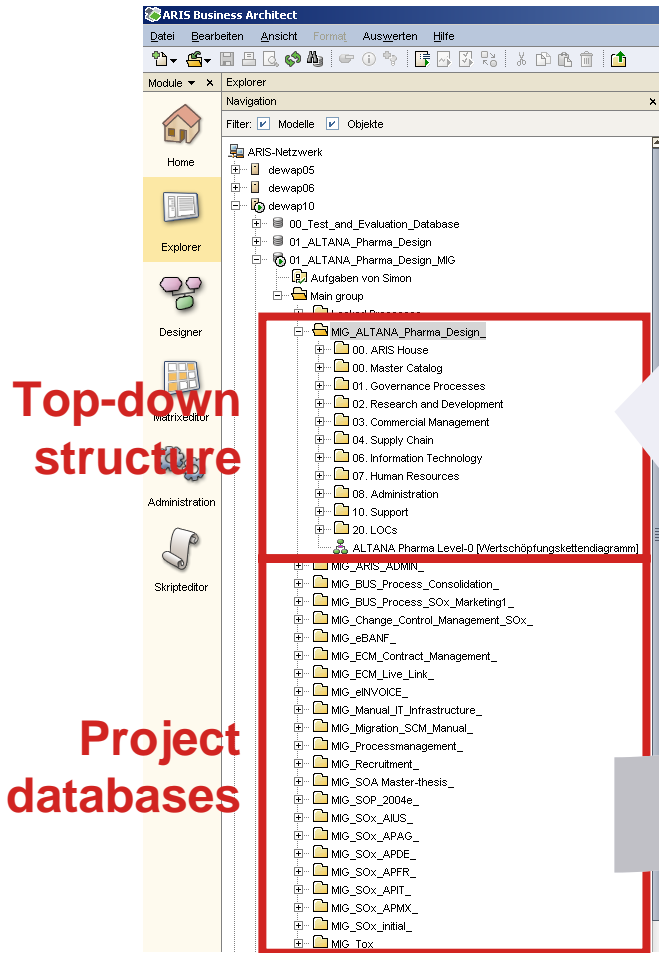 ARIS Business Architect
Datei Bearbeiten Ansicht Format Auswerten Hilfe
Module Explorer
Navigation
Filter: Modelle Objekte
Home
Explorer
Designer
Matrixeditor
Administration
Skripteditor
ARIS-Netzwerk
dewap05
dewap06
dewap10
00_Test_and_Evaluation_Database
01_ALTANA_Pharma_Design
01_ALTANA_Pharma_Design_MIG
Aufgaben von Simon
Main group
Locked Processes
MIG_ALTANA_Pharma_Design_
00. ARIS House
00. Master Catalog
01. Governance Processes
02. Research and Development
03. Commercial Management
04. Supply Chain
06. Information Technology
07. Human Resources
08. Administration
10. Support
20. LOCs
ALTANA Pharma Level-0 [Wertschöpfungskettendiagramm]
MIG_ARIS_ADMIN_
MIG_BUS_Process_Consolidation_
MIG_BUS_Process_SOx_Marketing1_
MIG_Change_Control_Management_SOx_
MIG_eBANF_
MIG_ECM_Contract_Management_
MIG_ECM_Live_Link_
MIG_eINVOICE_
MIG_Manual_IT_Infrastructure_
MIG_Migration_SCM_Manual_
MIG_Processmanagement_
MIG_Recruitment_
MIG_SOA Master-thesis_
MIG_SOP_2004e_
MIG_SOx_AIUS_
MIG_SOx_APAG_
MIG_SOx_APDE_
MIG_SOx_APFR_
MIG_SOx_APIT_
MIG_SOx_APMX_
MIG_SOx_initial_
MIG_Tox
Top-down
structure
Project
databases